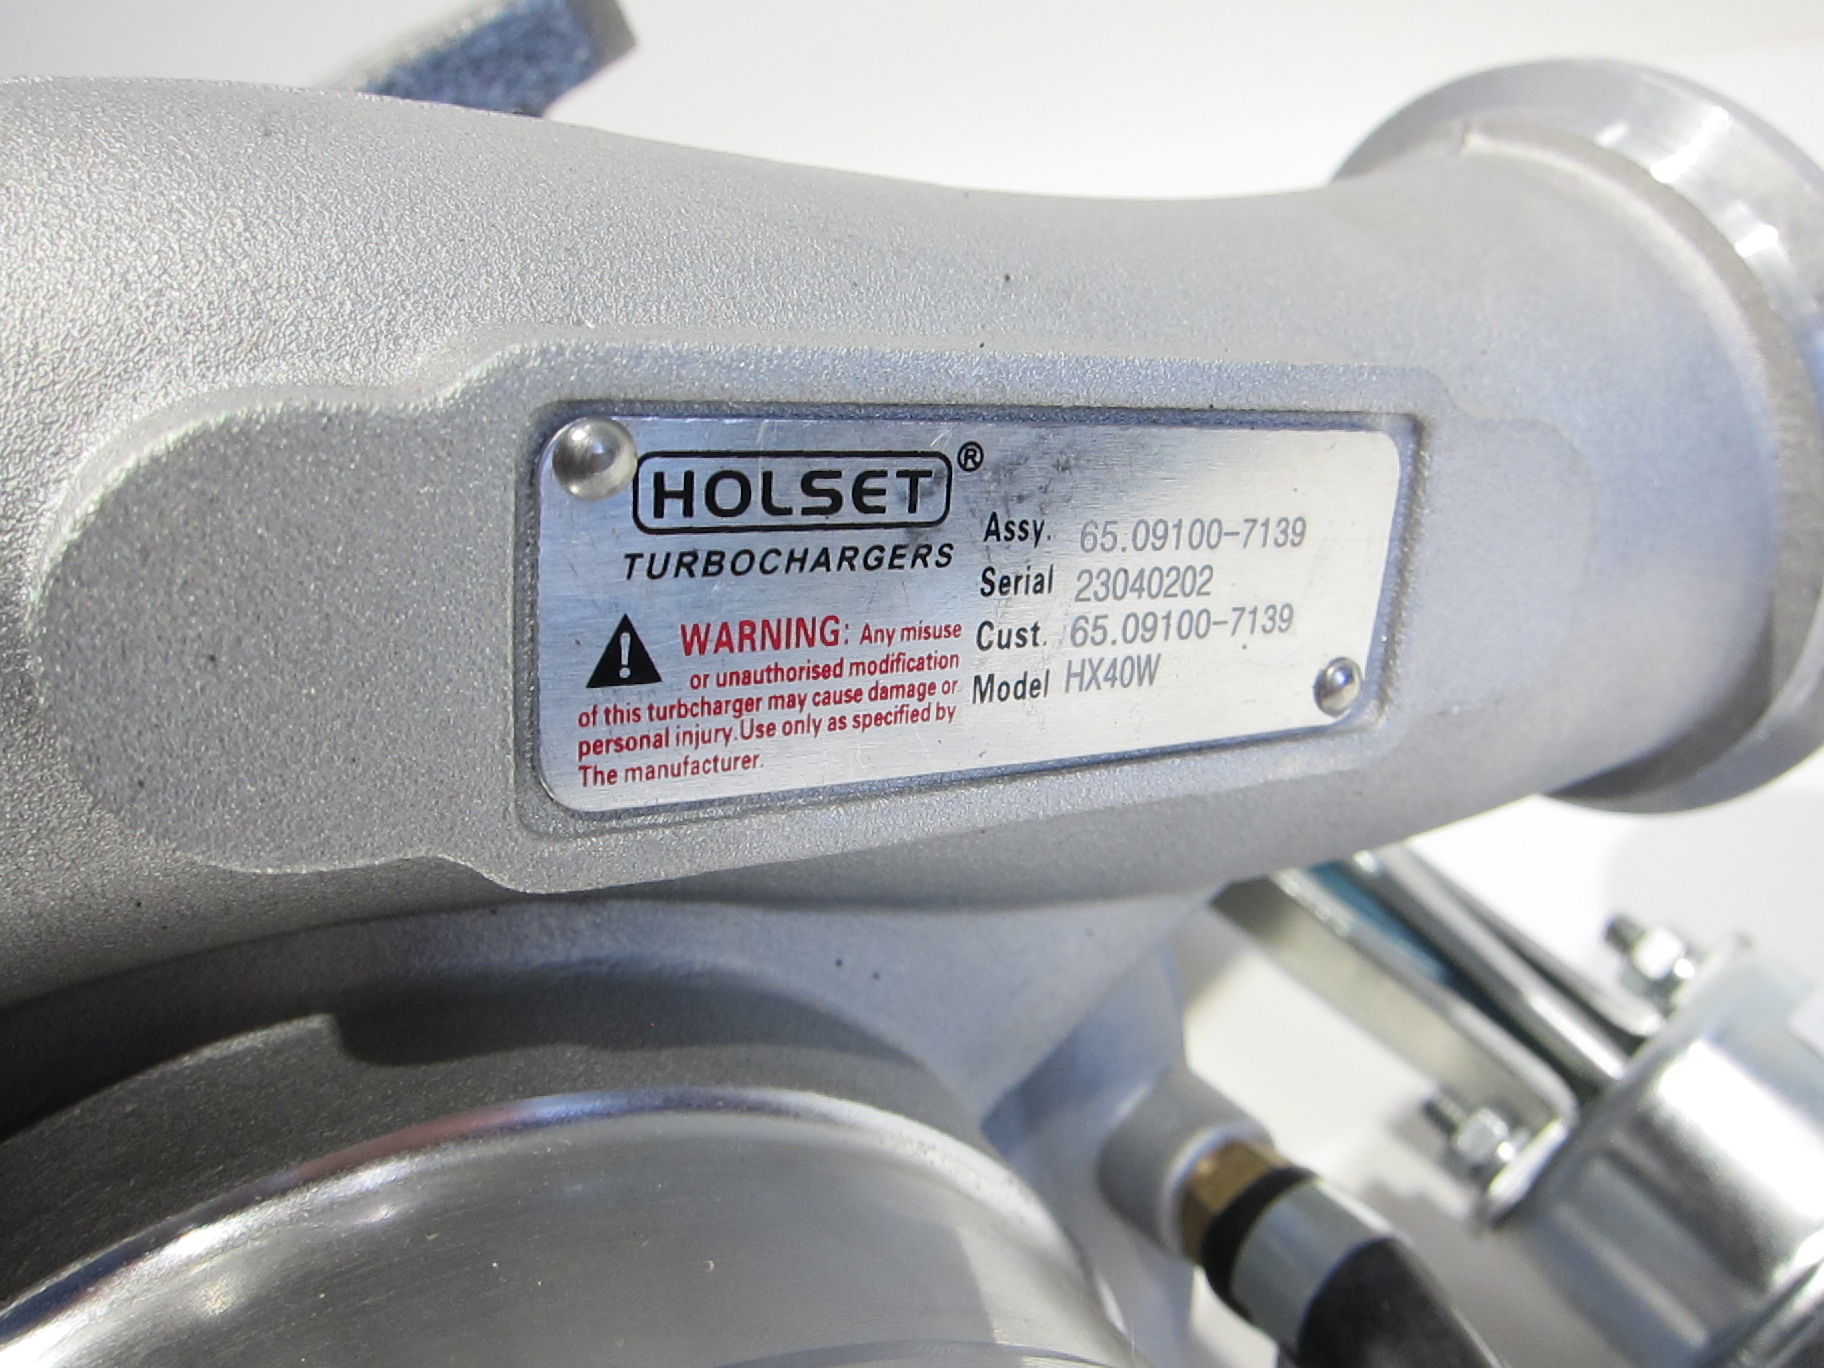 HOLSET®
TURBOCHARGERS
WARNING: Any misuse
or unauthorised modification
of this turbcharger may cause damage or
personal injury.Use only as specified by
The manufacturer.
Assy. 65.09100-7139
Serial 23040202
Cust. 65.09100-7139
Model HX40W